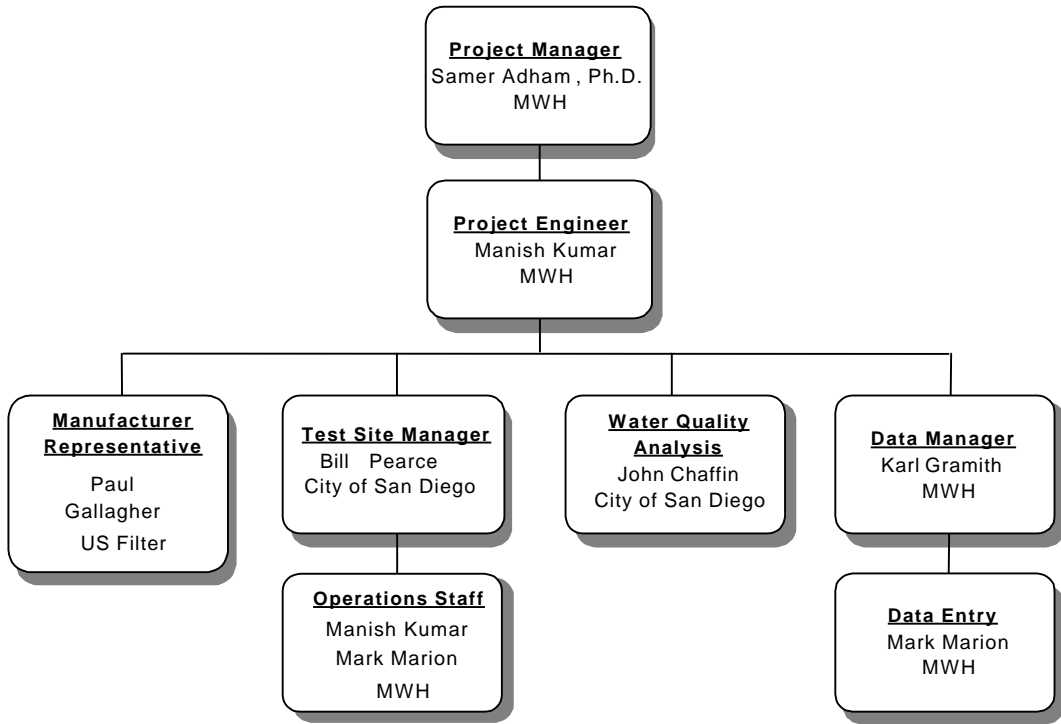 Project Manager
Samer Adham , Ph.D.
MWH
Project Engineer
Manish Kumar
MWH
Manufacturer
Representative
Paul
Gallagher
US Filter
Test Site Manager
Bill Pearce
City of San Diego
Water Quality
Analysis
John Chaffin
City of San Diego
Data Manager
Karl Gramith
MWH
Operations Staff
Manish Kumar
Mark Marion
MWH
Data Entry
Mark Marion
MWH